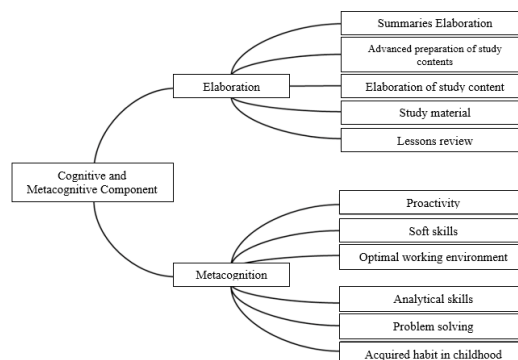 Summaries Elaboration
Advanced preparation of study
contents
Elaboration
Elaboration of study content
Study material
Lessons review
Cognitive and
Metacognitive Component
Proactivity
Soft skills
Optimal working environment
Metacognition
Analytical skills
Problem solving
Acquired habit in childhood